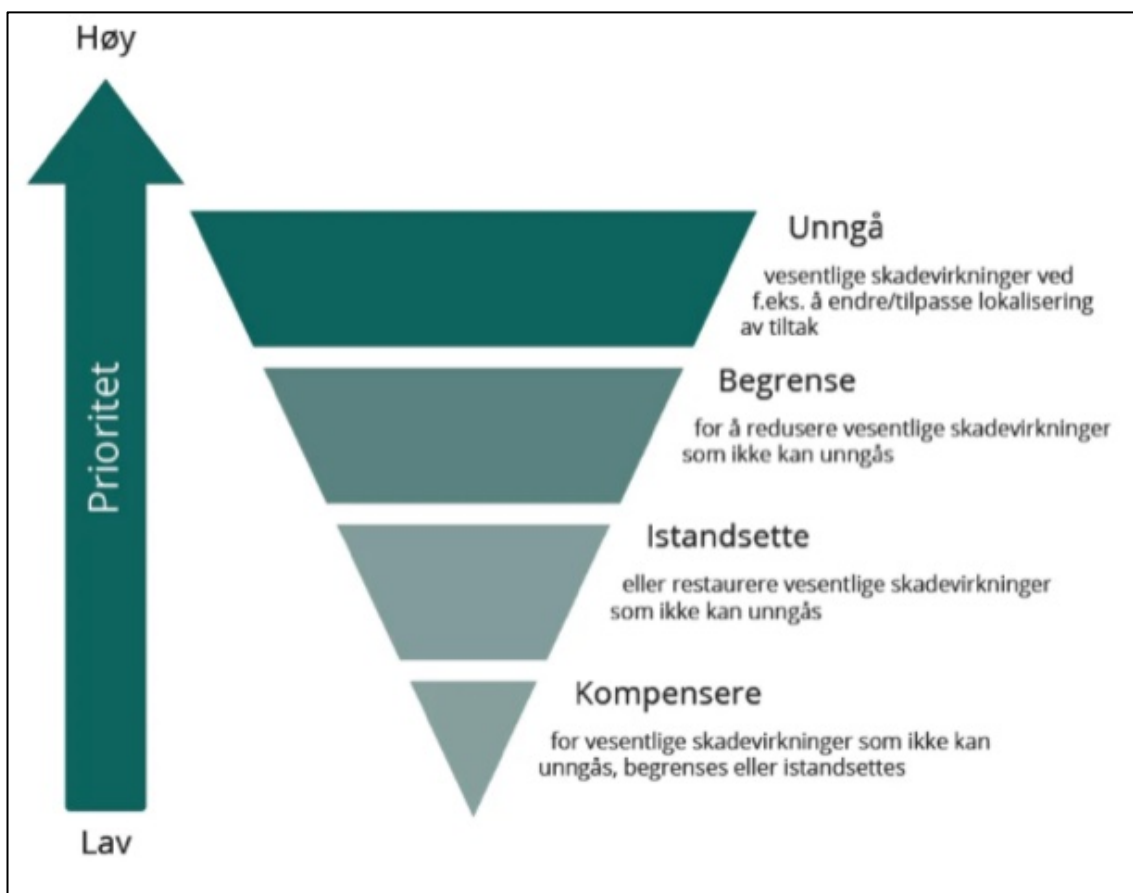 Høy
Prioritet
Lav
Unngå
vesentlige skadevirkninger ved
f.eks. å endre/tilpasse lokalisering
av tiltak
Begrense
for å redusere vesentlige skadevirkninger
som ikke kan unngås
Istandsette
eller restaurere vesentlige skadevirkninger
som ikke kan unngås
Kompensere
for vesentlige skadevirkninger som ikke kan
unngås, begrenses eller istandsettes